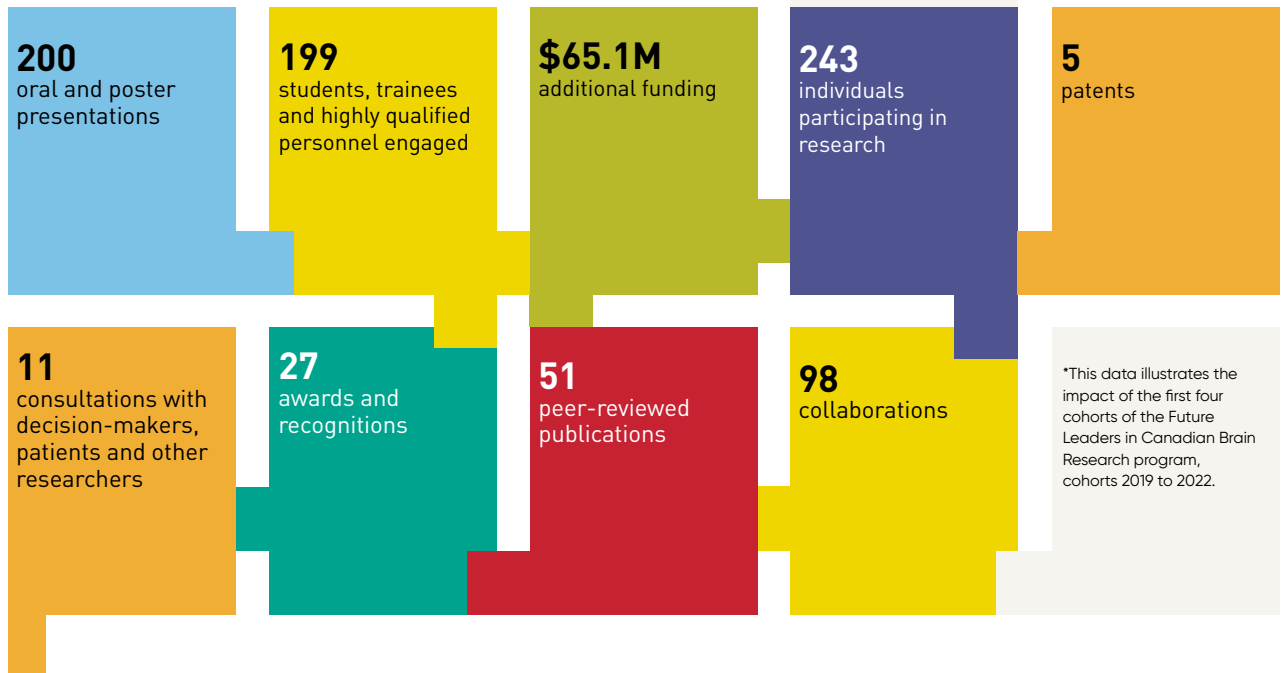 200
oral and poster
presentations
199
students, trainees
and highly qualified
personnel engaged
$65.1M
additional funding
243
individuals
participating in
research
5
patents
11
consultations with
decision-makers,
patients and other
researchers
27
awards and
recognitions
51
peer-reviewed
publications
98
collaborations
*This data illustrates the
impact of the first four
cohorts of the Future
Leaders in Canadian Brain
Research program,
cohorts 2019 to 2022.